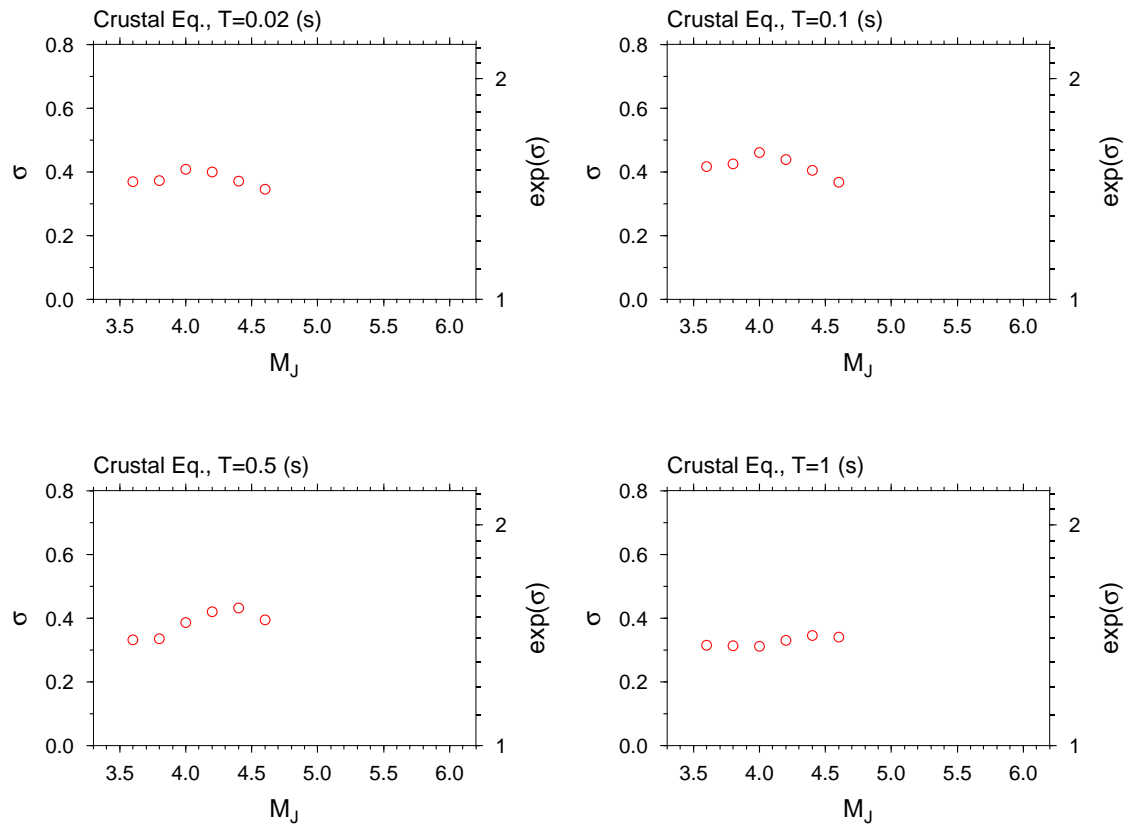 Crustal Eq., T=0.02 (s)
0.8
0.6
0.4
0.2
0.0
σ
2
1
exp(σ)
3.5 4.0 4.5 5.0 5.5 6.0
M_J
Crustal Eq., T=0.1 (s)
0.8
0.6
0.4
0.2
0.0
σ
2
1
exp(σ)
3.5 4.0 4.5 5.0 5.5 6.0
M_J
Crustal Eq., T=0.5 (s)
0.8
0.6
0.4
0.2
0.0
σ
2
1
exp(σ)
3.5 4.0 4.5 5.0 5.5 6.0
M_J
Crustal Eq., T=1 (s)
0.8
0.6
0.4
0.2
0.0
σ
2
1
exp(σ)
3.5 4.0 4.5 5.0 5.5 6.0
M_J